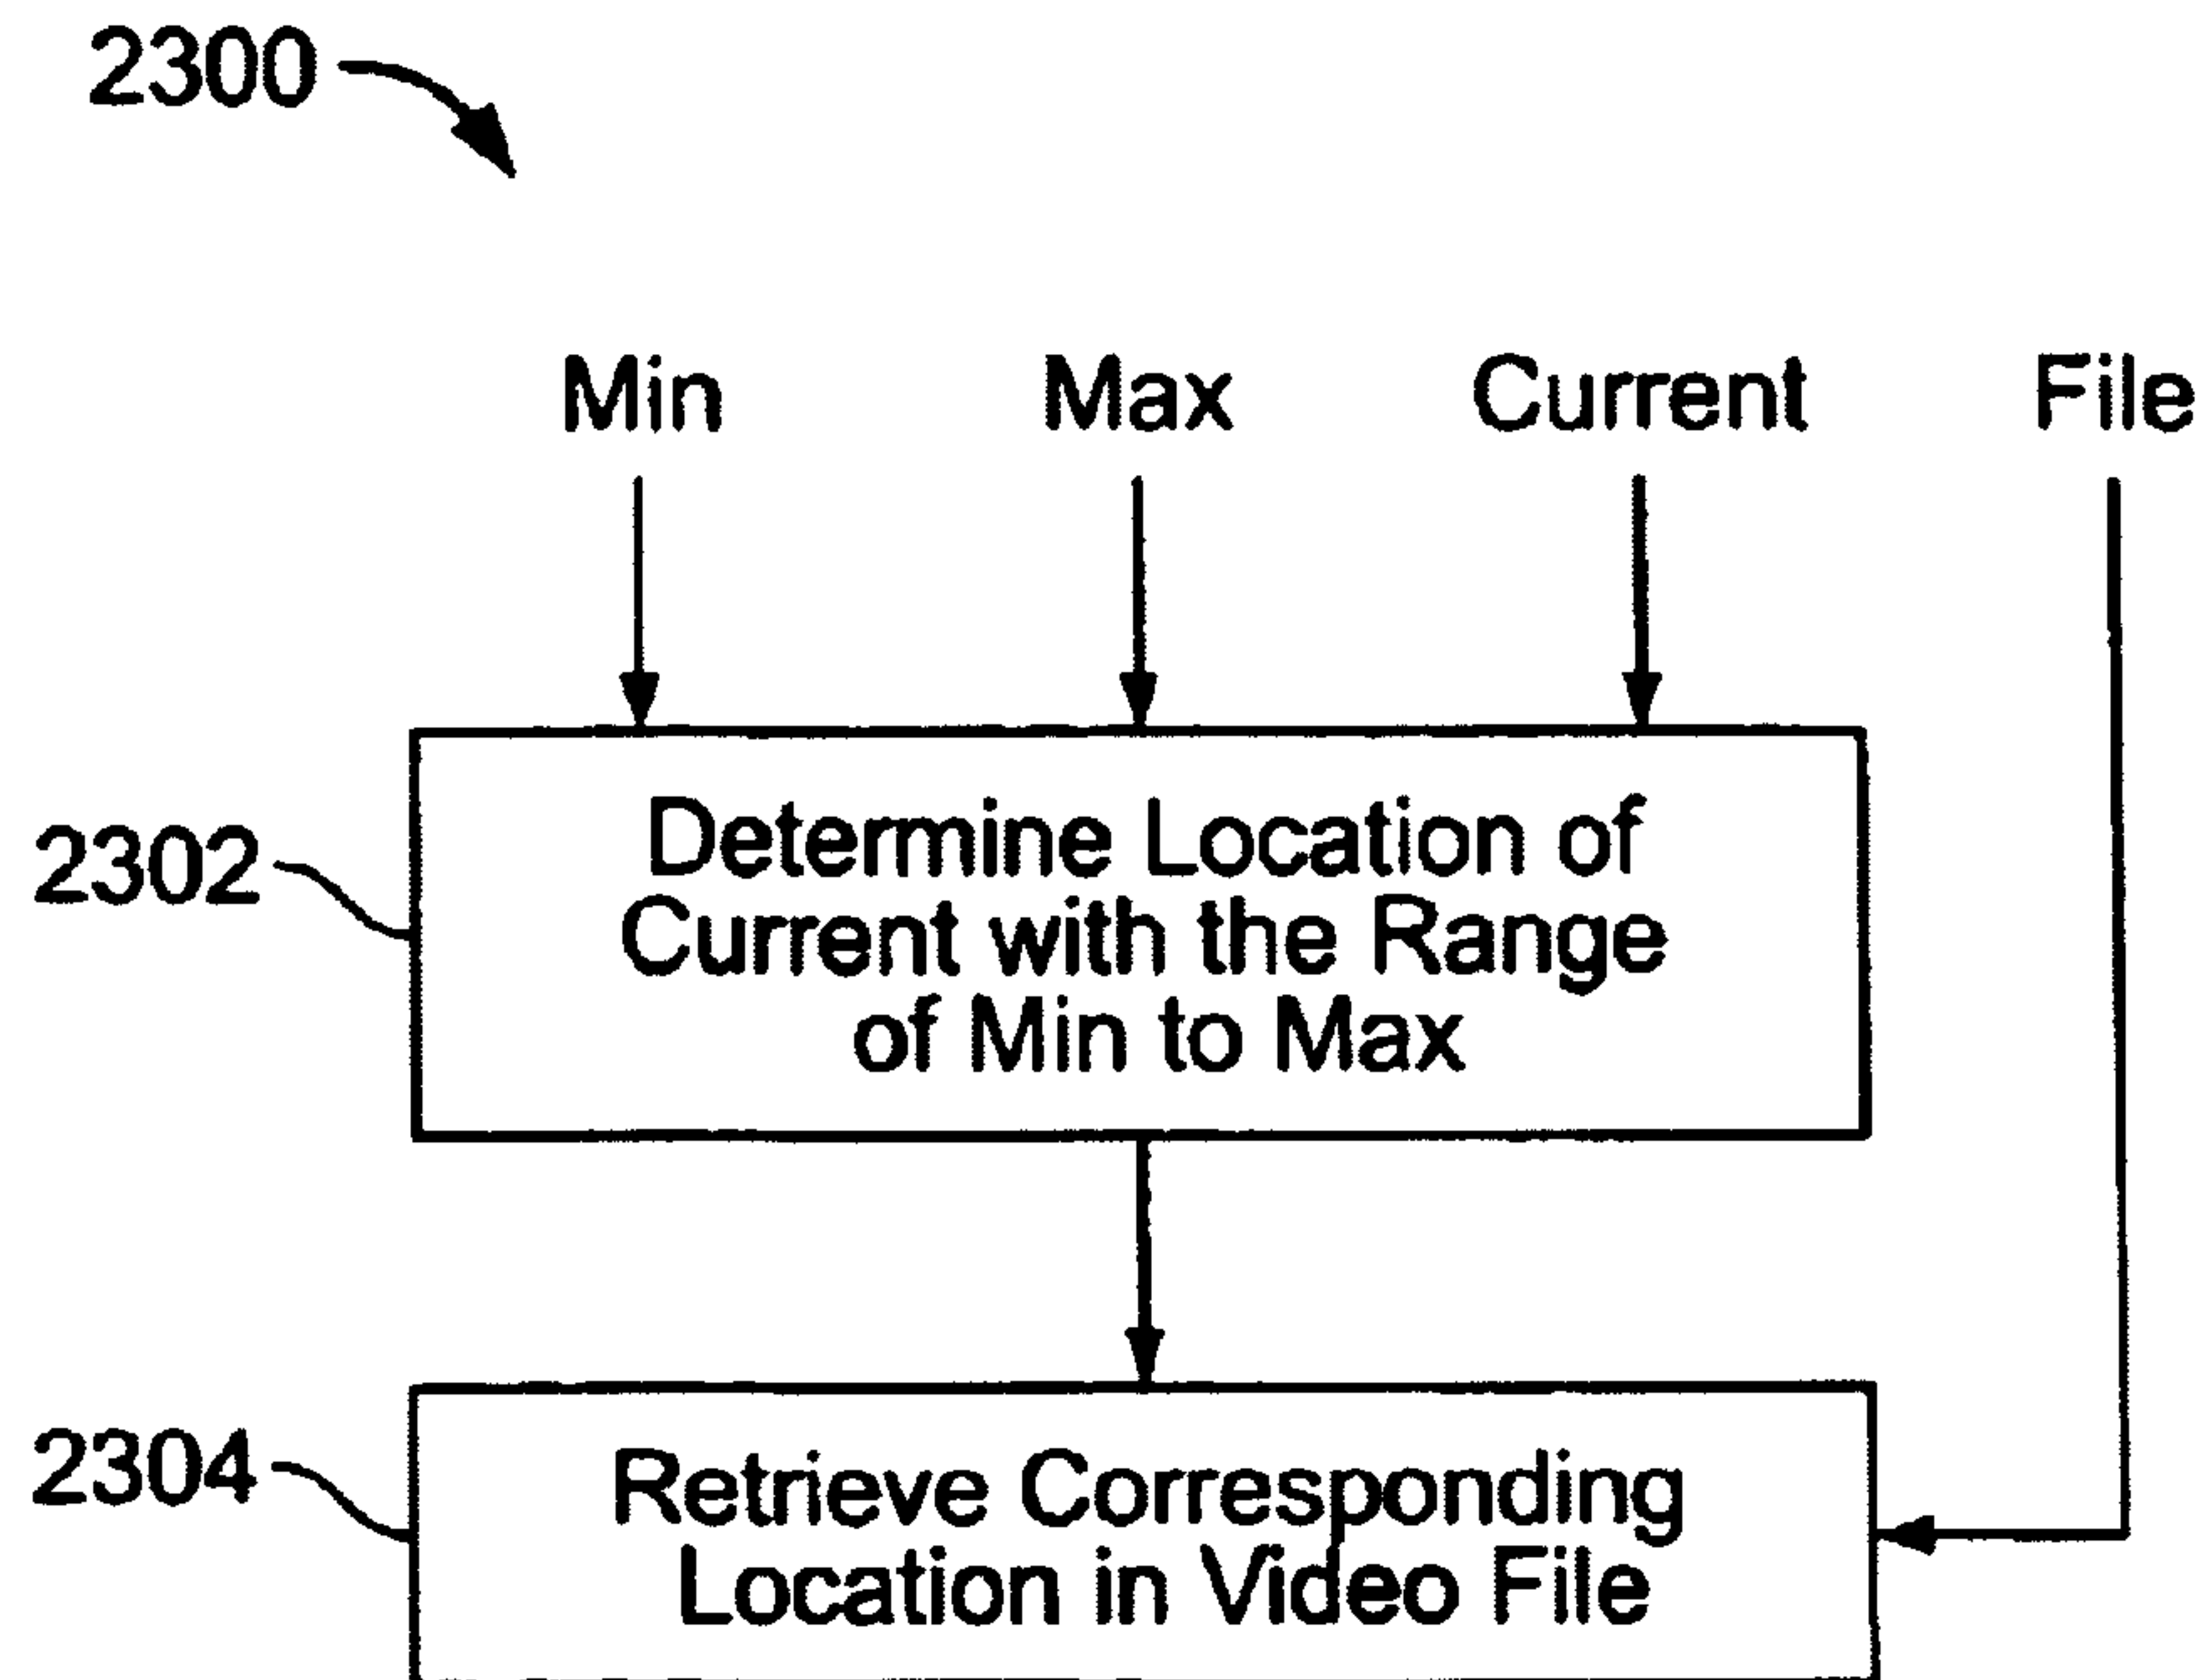 2300
Min Max Current File
2302
Determine Location of
Current with the Range
of Min to Max
2304
Retrieve Corresponding
Location in Video File